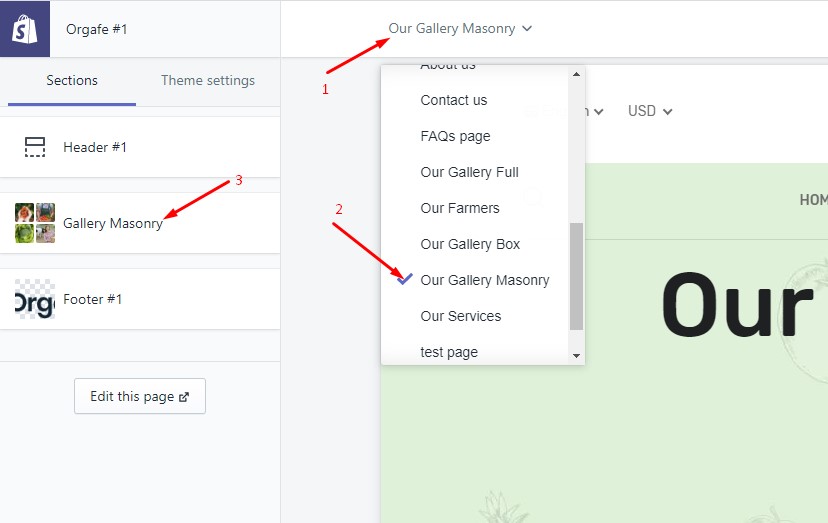 Orgafe #1
Our Gallery Masonry
Sections
Theme settings
1
About us
Contact us
FAQs page
Our Gallery Full
Our Farmers
Our Gallery Box
Our Gallery Masonry
Our Services
test page
2
USD
Header #1
3
Gallery Masonry
Footer #1
Orga
Edit this page
HOM
Our